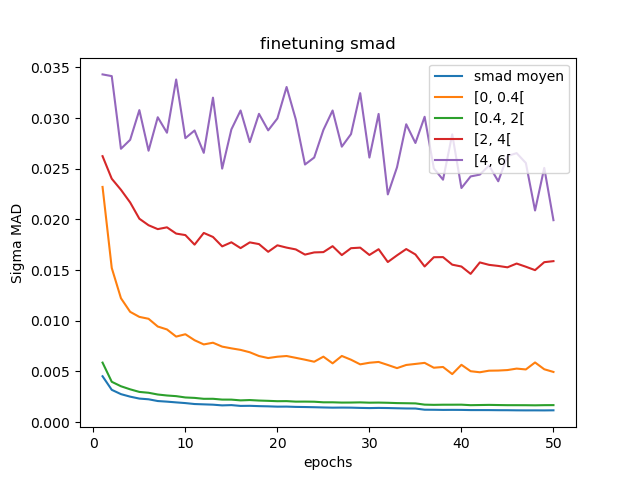 finetuning smad
smad moyen
[0, 0.4[
[0.4, 2[
[2, 4[
[4, 6[
Sigma MAD
0.035
0.030
0.025
0.020
0.015
0.010
0.005
0.000
0 10 20 30 40 50
epochs